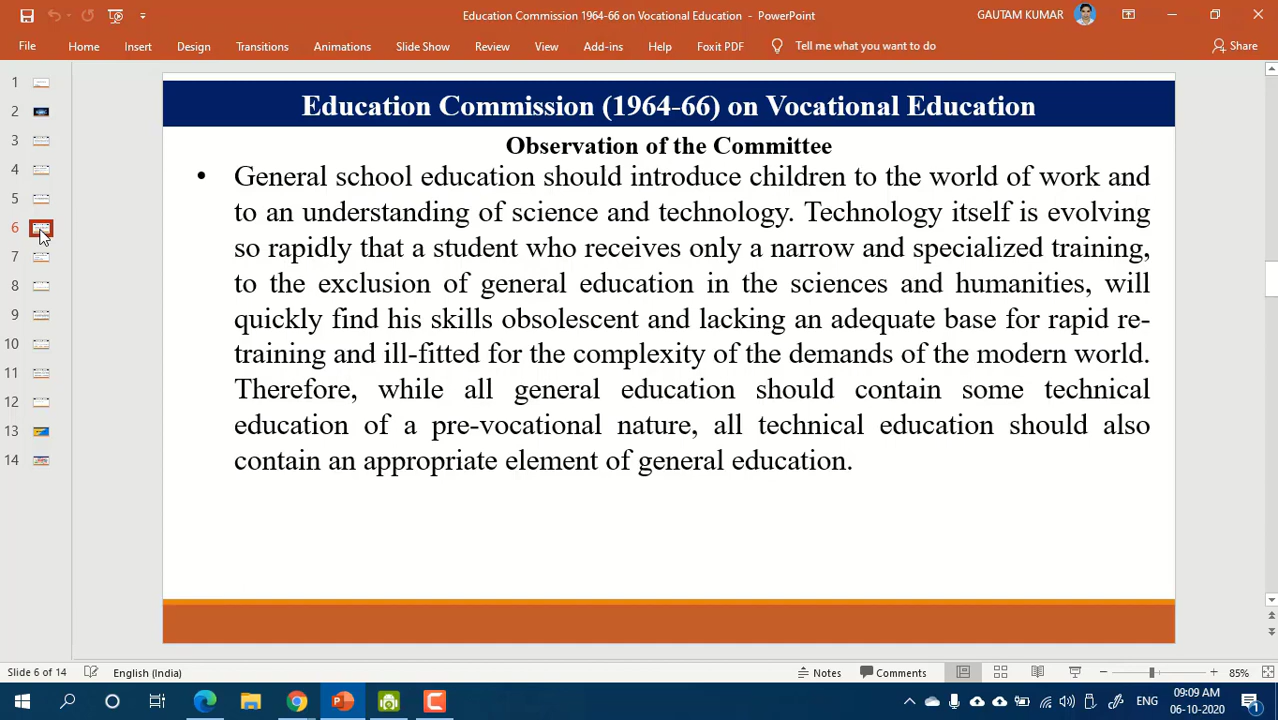 Education Commission 1964-66 on Vocational Education - PowerPoint
GAUTAM KUMAR
File Home Insert Design Transitions Animations Slide Show Review View Add-ins Help Foxit PDF Tell me what you want to do Share
1
2
3
4
5
6
7
8
9
10
11
12
13
14
Education Commission (1964-66) on Vocational Education
Observation of the Committee
• General school education should introduce children to the world of work and
to an understanding of science and technology. Technology itself is evolving
so rapidly that a student who receives only a narrow and specialized training,
to the exclusion of general education in the sciences and humanities, will
quickly find his skills obsolescent and lacking an adequate base for rapid re-
training and ill-fitted for the complexity of the demands of the modern world.
Therefore, while all general education should contain some technical
education of a pre-vocational nature, all technical education should also
contain an appropriate element of general education.
Slide 6 of 14 English (India) Notes Comments 85%
ENG
09:09 AM
06-10-2020
1